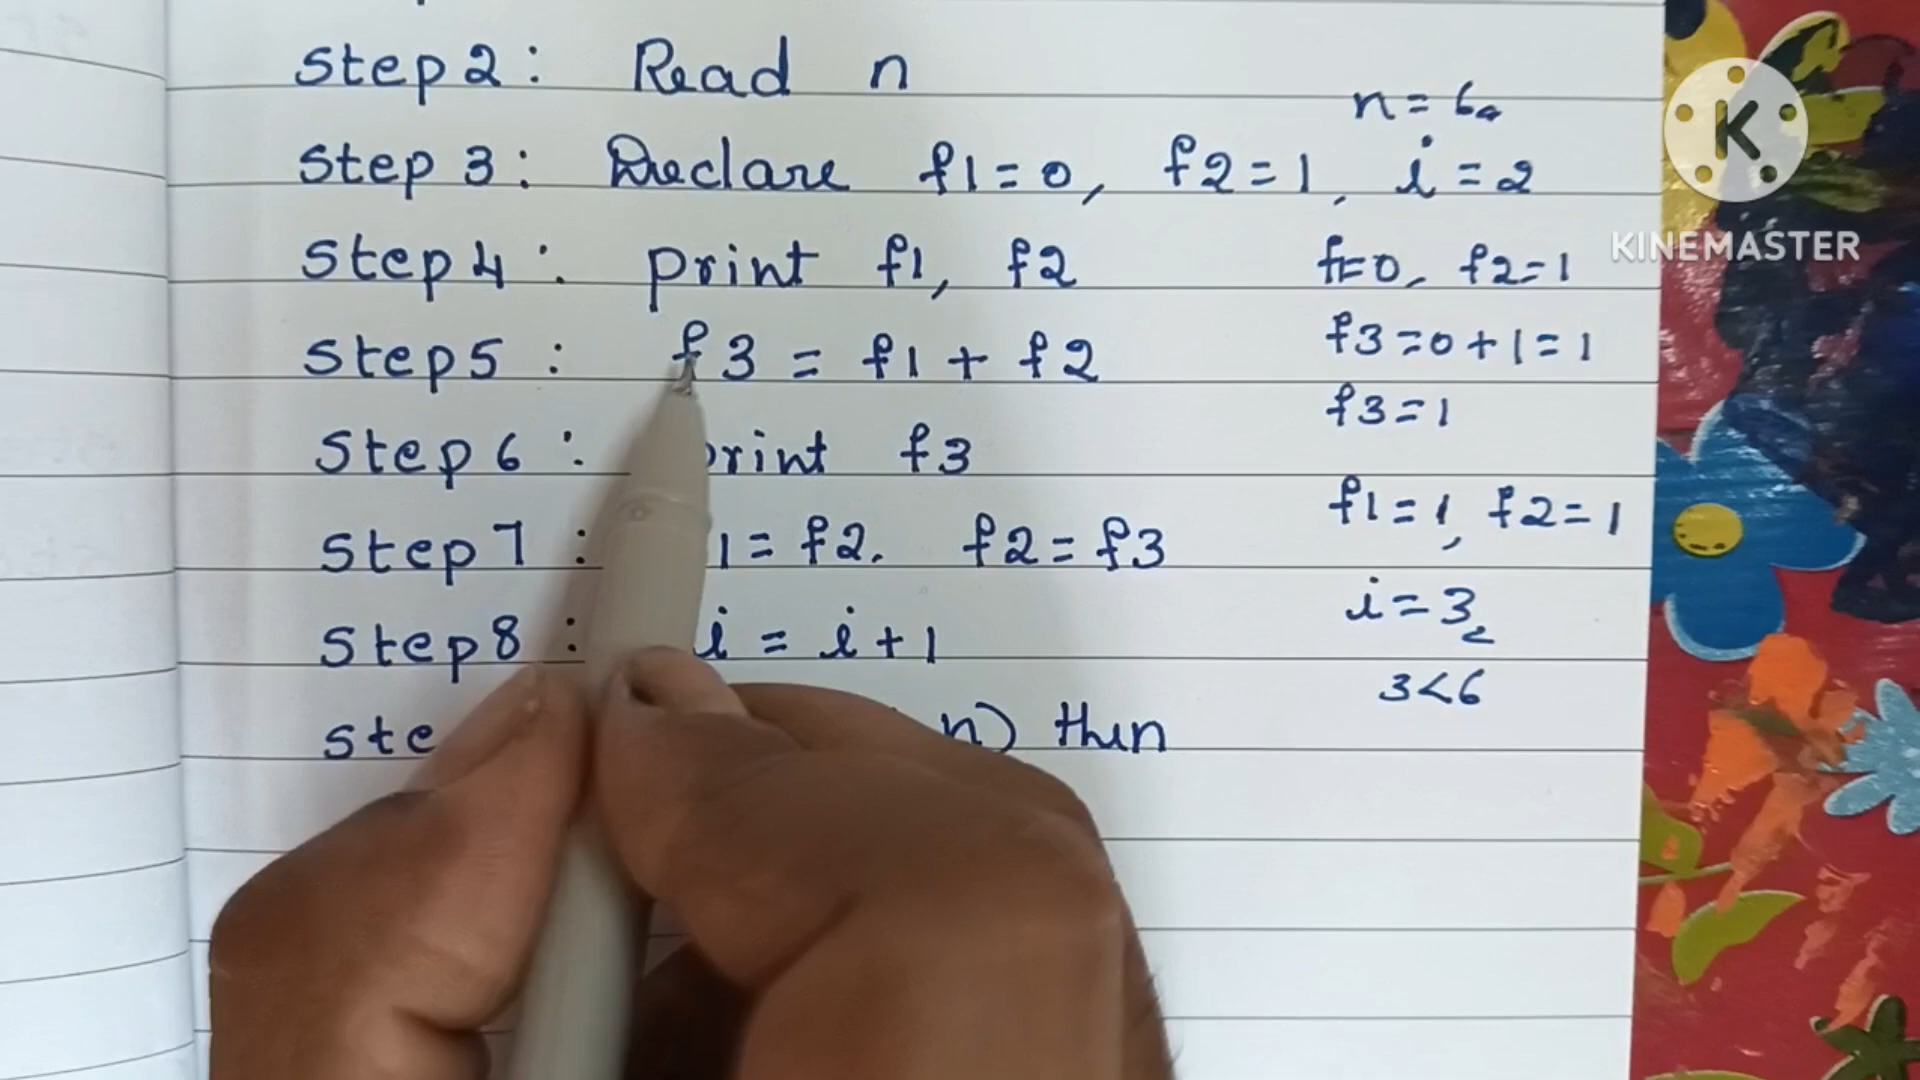 Step 2 : Read n
Step 3 : Declare f1 = 0, f2 = 1, i = 2
Step 4 : print f1, f2
Step 5 : f3 = f1 + f2
Step 6 : print f3
Step 7 : 1 = f2. f2 = f3
Step 8 : i = i + 1
ste n) then
n = 6
f1=0, f2=1
f3=0+1=1
f3=1
f1=1, f2=1
i=3
3<6
K
KINEMASTER